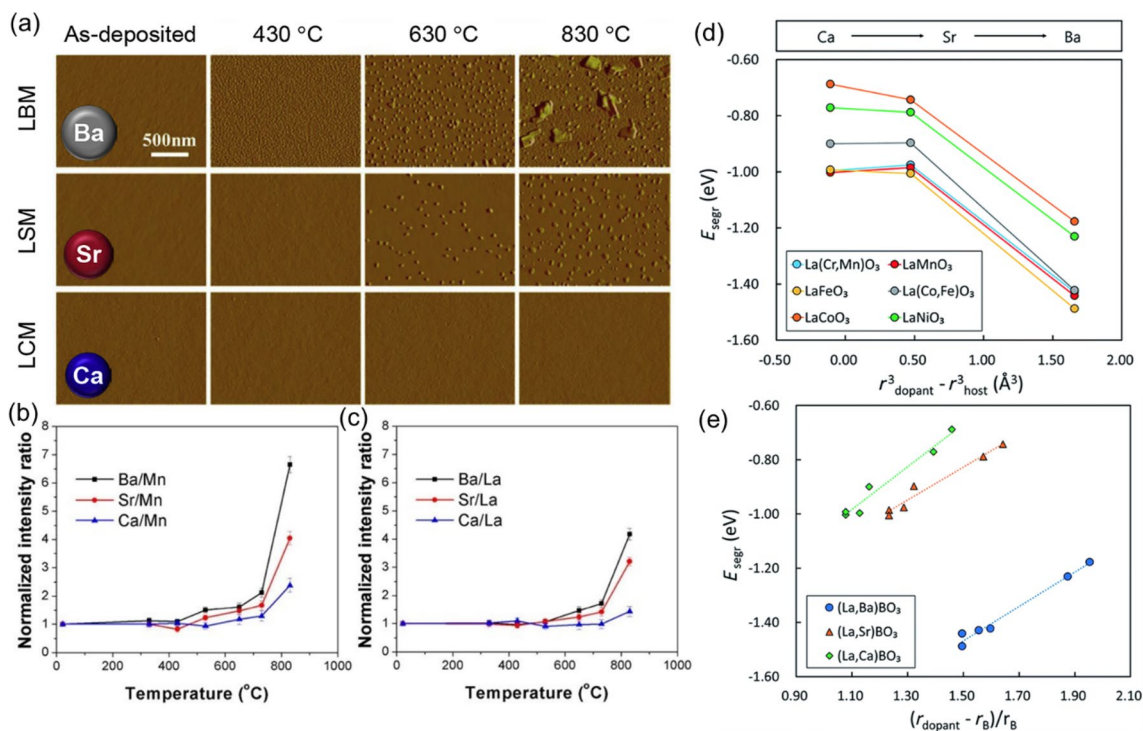 (a)
As-deposited 430 °C 630 °C 830 °C
LBM
Ba
500nm
LSM
Sr
LCM
Ca
(b)
Normalized intensity ratio
8
7
6
5
4
3
2
1
0
Ba/Mn
Sr/Mn
Ca/Mn
0 200 400 600 800 1000
Temperature (°C)
(c)
Normalized intensity ratio
8
7
6
5
4
3
2
1
0
Ba/La
Sr/La
Ca/La
0 200 400 600 800 1000
Temperature (°C)
(d)
Ca Sr Ba
-0.60
-0.80
-1.00
-1.20
-1.40
-1.60
E segr (eV)
La(Cr,Mn)O₃ LaMnO₃
LaFeO₃ La(Co,Fe)O₃
LaCoO₃ LaNiO₃
-0.50 0.00 0.50 1.00 1.50 2.00
r³dopant - r³host (Å³)
(e)
-0.60
-0.80
-1.00
-1.20
-1.40
-1.60
E segr (eV)
(La,Ba)BO₃
(La,Sr)BO₃
(La,Ca)BO₃
0.90 1.10 1.30 1.50 1.70 1.90 2.10
(rdopant - rB)/rB